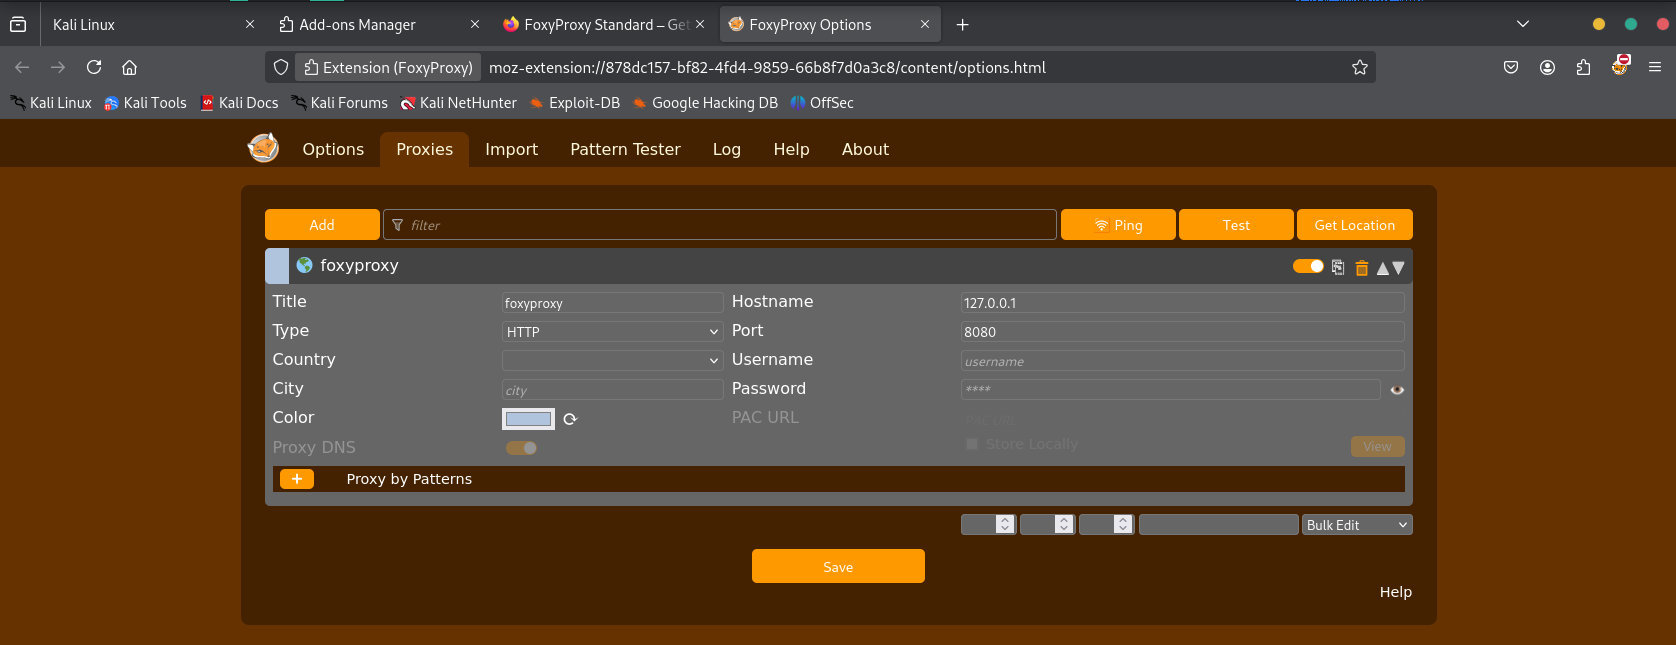 Kali Linux
Add-ons Manager
FoxyProxy Standard – Get
FoxyProxy Options
Extension (FoxyProxy)
moz-extension://878dc157-bf82-4fd4-9859-66b8f7d0a3c8/content/options.html
Kali Linux
Kali Tools
Kali Docs
Kali Forums
Kali NetHunter
Exploit-DB
Google Hacking DB
OffSec
Options
Proxies
Import
Pattern Tester
Log
Help
About
Add
filter
Ping
Test
Get Location
foxyproxy
Title
foxyproxy
Hostname
127.0.0.1
Type
HTTP
Port
8080
Country
Username
username
City
city
Password
****
Color
PAC URL
PAC URL
Proxy DNS
Store Locally
View
+
Proxy by Patterns
Bulk Edit
Save
Help